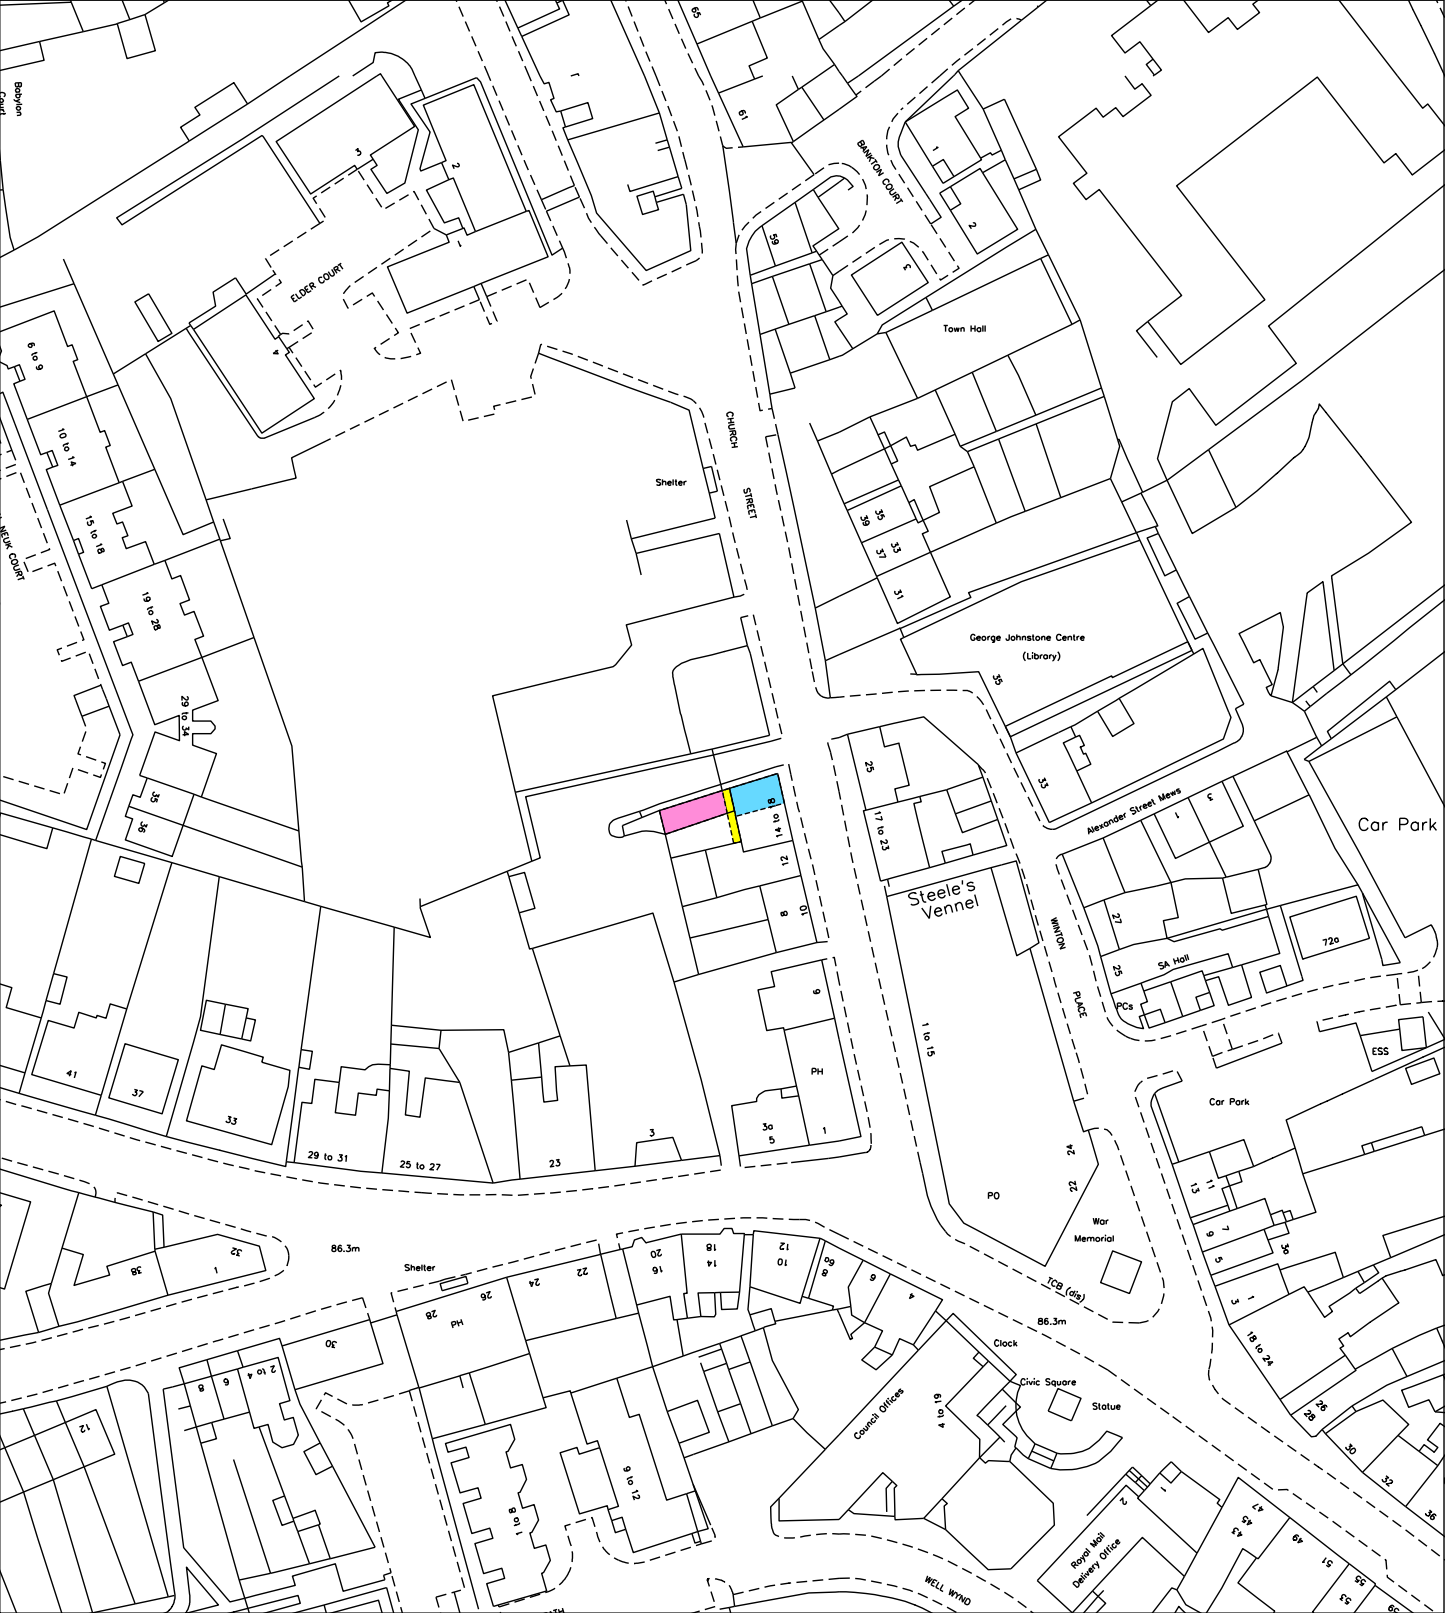 65
61
Babylon
Court
1
3
2
BANKTON COURT
1
2
59
3
ELDER COURT
4
Town Hall
6 to 9
10 to 14
15 to 18
19 to 28
29 to 34
35
36
NEUK COURT
CHURCH
STREET
Shelter
39
35
37
33
31
George Johnstone Centre
(Library)
35
33
25
17 to 23
14 to 18
12
10
8
Alexander Street Mews
1
3
Car Park
Steele's
Vennel
WINTON
PLACE
27
25
SA Hall
72a
PCs
ESS
Car Park
6
PH
1 to 15
3a
5
1
41
37
33
29 to 31
25 to 27
23
3
24
22
PO
War
Memorial
TCB (dis)
86.3m
13
11
9
7
5
3a
3
1
18 to 24
26
28
30
32
36
86.3m
Shelter
32
38
1
20
16
18
14
12
10
6a
8
6
4
28
26
24
22
PH
30
8
6
2 to 4
12
Clock
Civic Square
Statue
Council Offices
4 to 19
1 to 8
9 to 12
2
Royal Mail
Delivery Office
WELL WYND
47
45
43
49
51
55
53
59